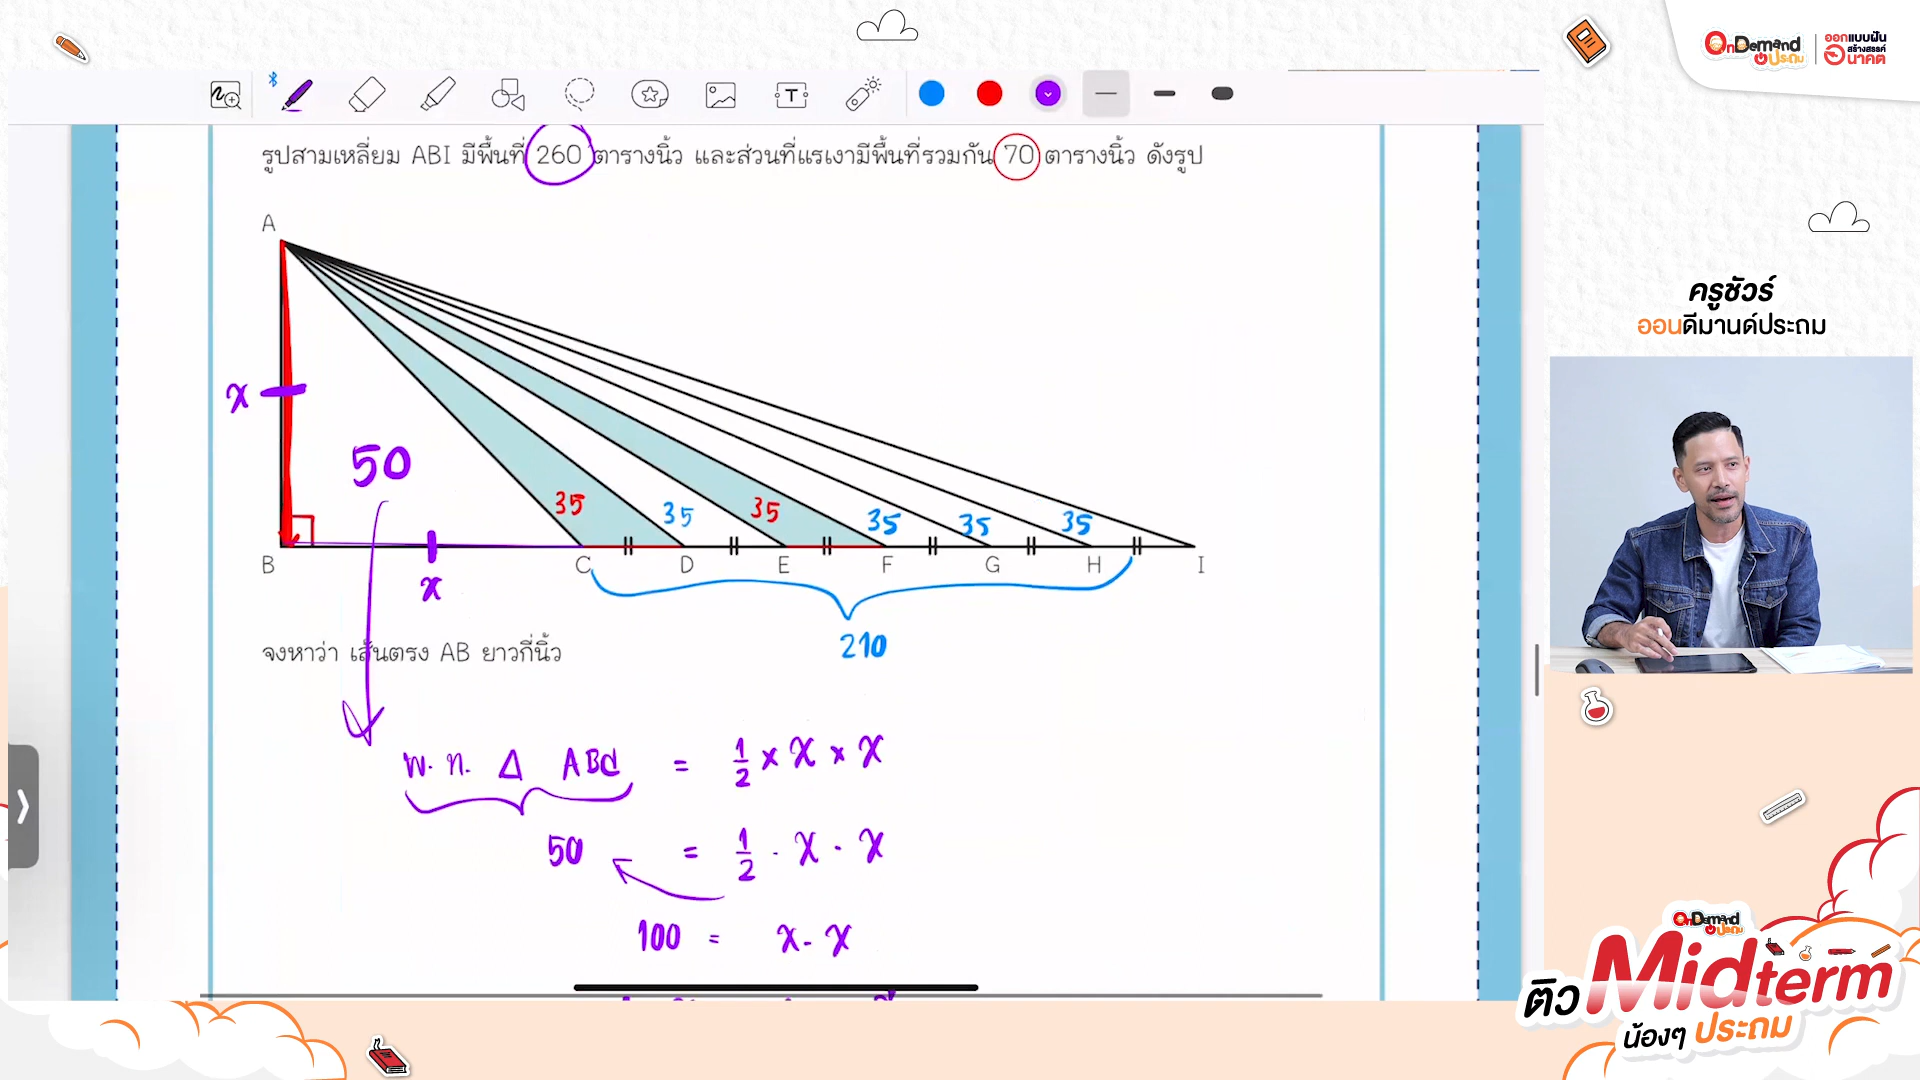 OnDemand
ประถม
ออกแบบฝัน
สร้างสรรค์
อนาคต
T
รูปสามเหลี่ยม ABI มีพื้นที่ 260 ตารางนิ้ว และส่วนที่แรเงามีพื้นที่รวมกัน 70 ตารางนิ้ว ดังรูป
A
x
50
35 35 35 35 35 35
B C D E F G H I
x
210
จงหาว่า เส้นตรง AB ยาวกี่นิ้ว
พ.ท. Δ ABC = 1/2 × x × x
50 = 1/2 · x · x
100 = x · x
ครูชัวร์
ออนดีมานด์ประถม
OnDemand
ประถม
ติว Midterm
น้องๆ ประถม